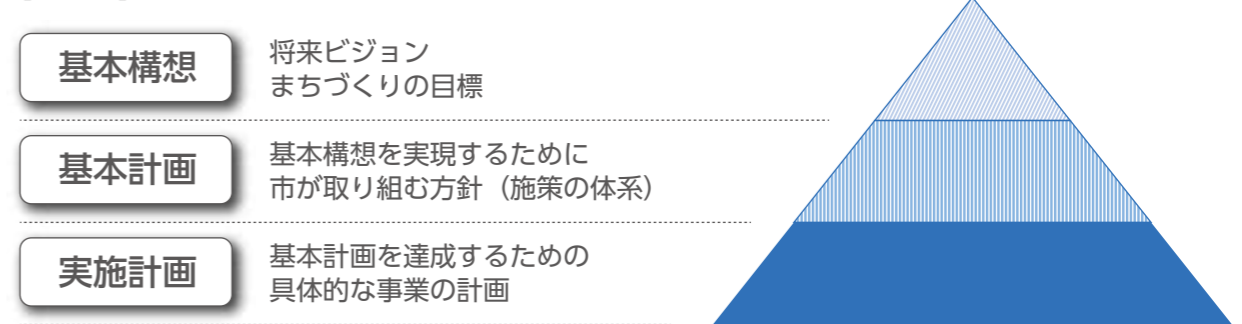 基本構想
将来ビジョン
まちづくりの目標
基本計画
基本構想を実現するために
市が取り組む方針（施策の体系）
実施計画
基本計画を達成するための
具体的な事業の計画